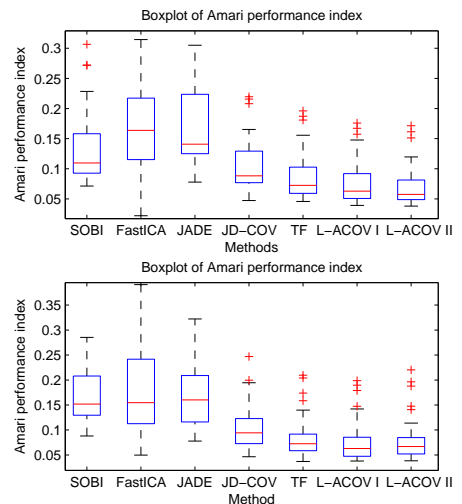 Boxplot of Amari performance index
0.3
0.25
0.2
0.15
0.1
0.05
Amari performance index
SOBI FastICA JADE JD−COV TF L−ACOV I L−ACOV II
Methods
Boxplot of Amari performance index
0.35
0.3
0.25
0.2
0.15
0.1
0.05
Amari performance index
SOBI FastICA JADE JD−COV TF L−ACOV I L−ACOV II
Method